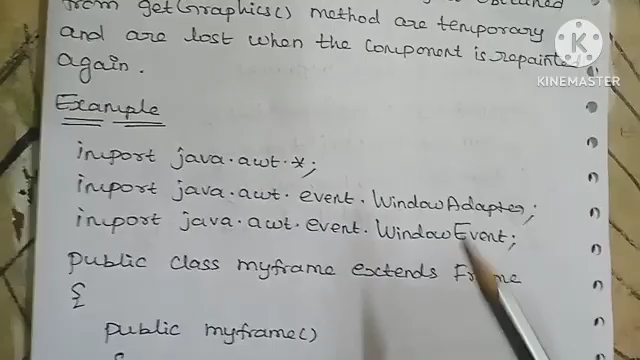 from getGraphics() method are temporary
and are lost when the component is repainted
again.
KINEMASTER
Example
import java.awt.*;
import java.awt.event.WindowAdapter;
import java.awt.event.WindowEvent;
public class myframe extends Frame
{
public myframe()
{